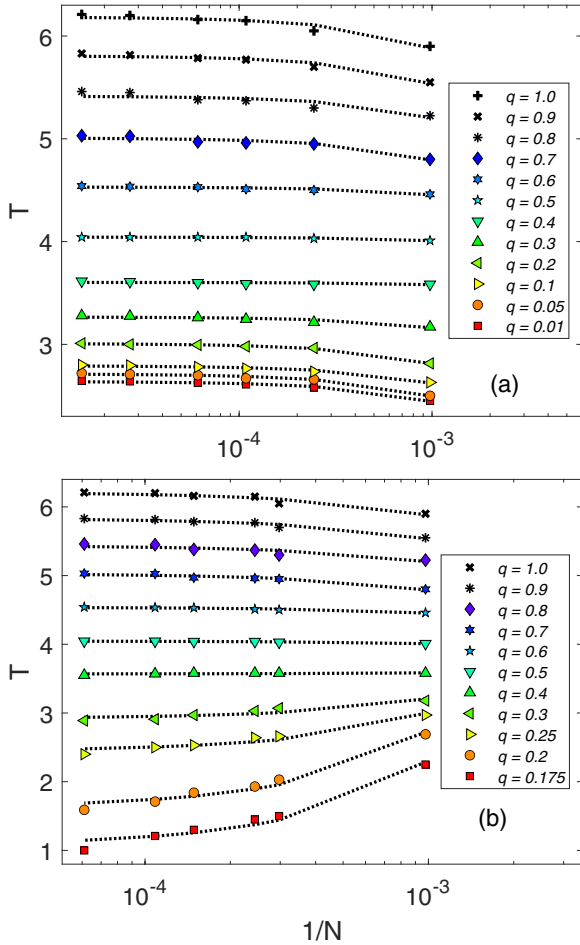 6
5
4
3
T
q = 1.0
q = 0.9
q = 0.8
q = 0.7
q = 0.6
q = 0.5
q = 0.4
q = 0.3
q = 0.2
q = 0.1
q = 0.05
q = 0.01
(a)
10^-4 10^-3
6
5
4
3
2
1
T
q = 1.0
q = 0.9
q = 0.8
q = 0.7
q = 0.6
q = 0.5
q = 0.4
q = 0.3
q = 0.25
q = 0.2
q = 0.175
(b)
10^-4 10^-3
1/N